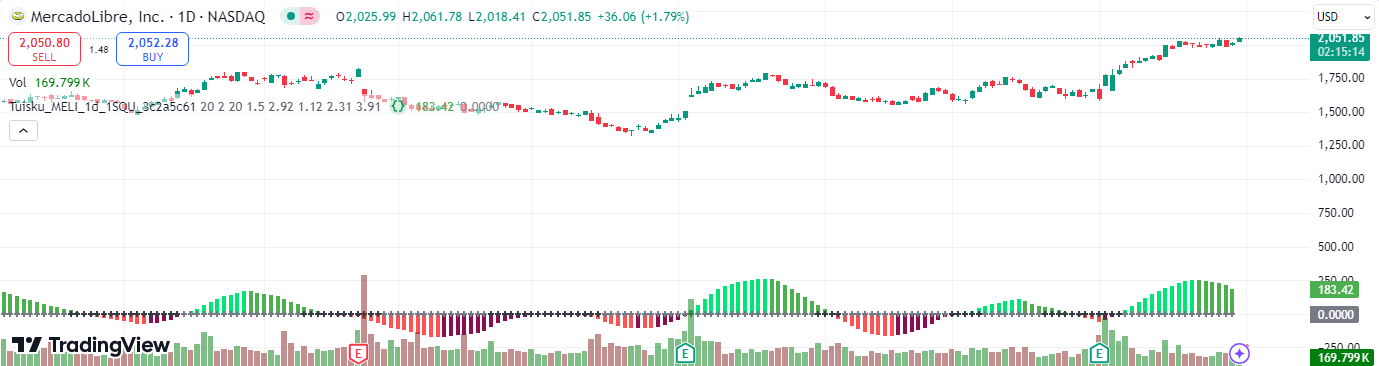 MercadoLibre, Inc. · 1D · NASDAQ O2,025.99 H2,061.78 L2,018.41 C2,051.85 +36.06 (+1.79%)
USD
2,050.80
SELL
1.48
2,052.28
BUY
2,051.85
02:15:14
Vol 169.799 K
Tuisku_MELI_1d_1SQU_3c2a5c61 20 2 20 1.5 2.92 1.12 2.31 3.91 183.42 0.0000
1,750.00
1,500.00
1,250.00
1,000.00
750.00
500.00
250.00
183.42
0.0000
-250.00
169.799 K
TradingView
E
E
E